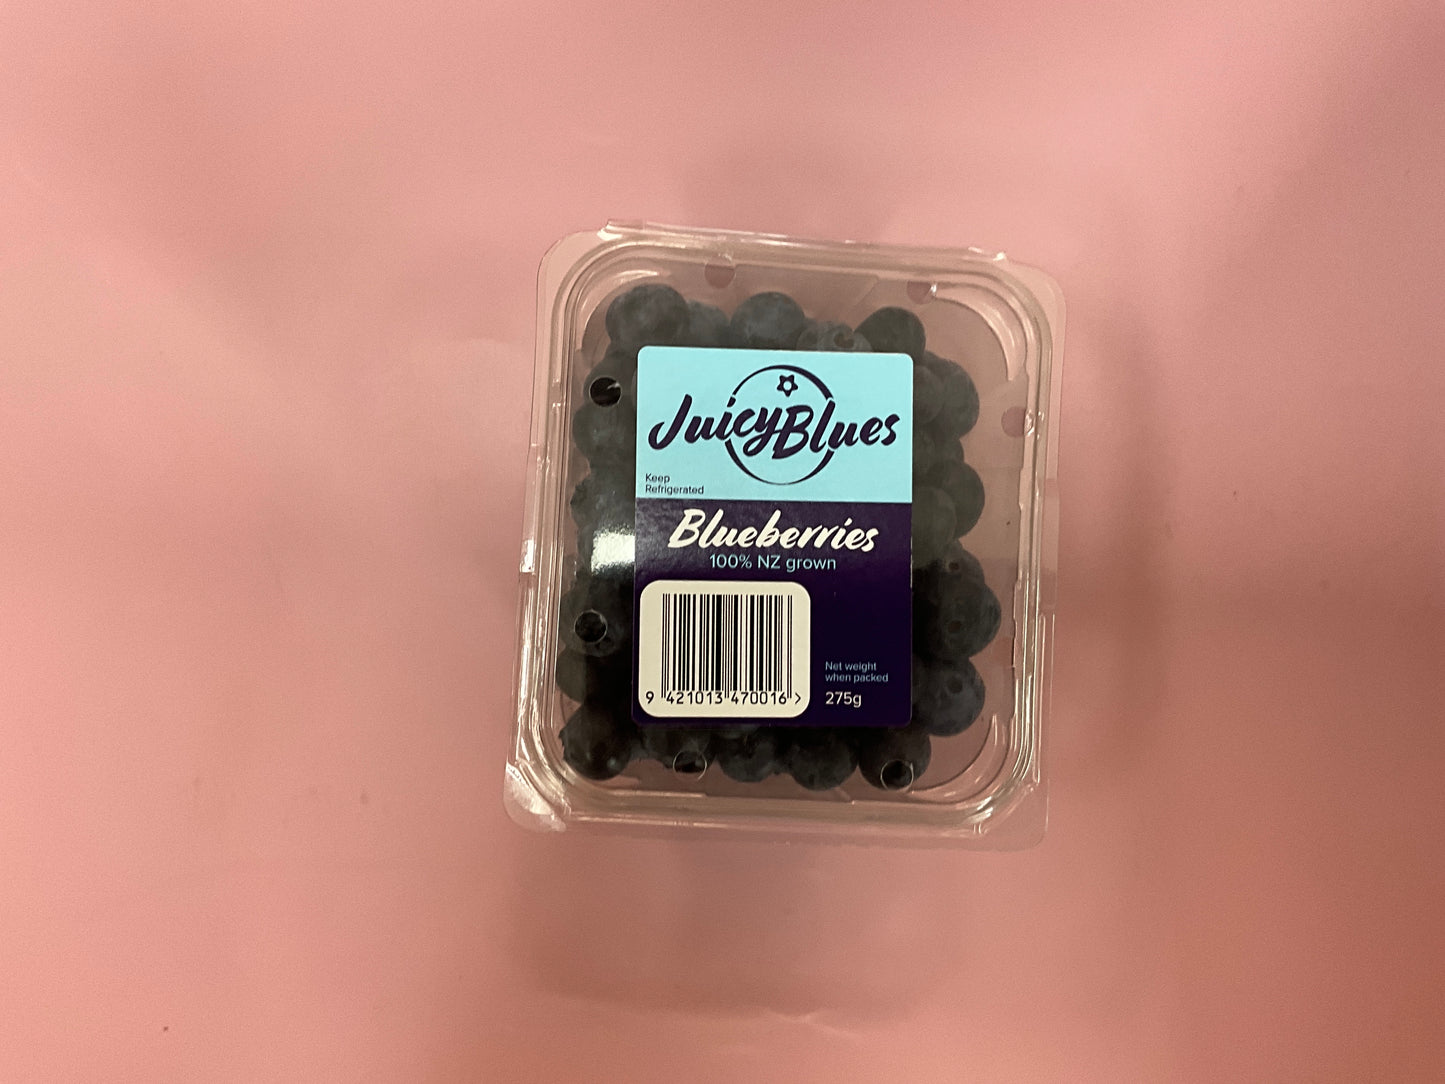 JuicyBlues
Keep
Refrigerated
Blueberries
100% NZ grown
Net weight
when packed
275g
9 421013 470016 >